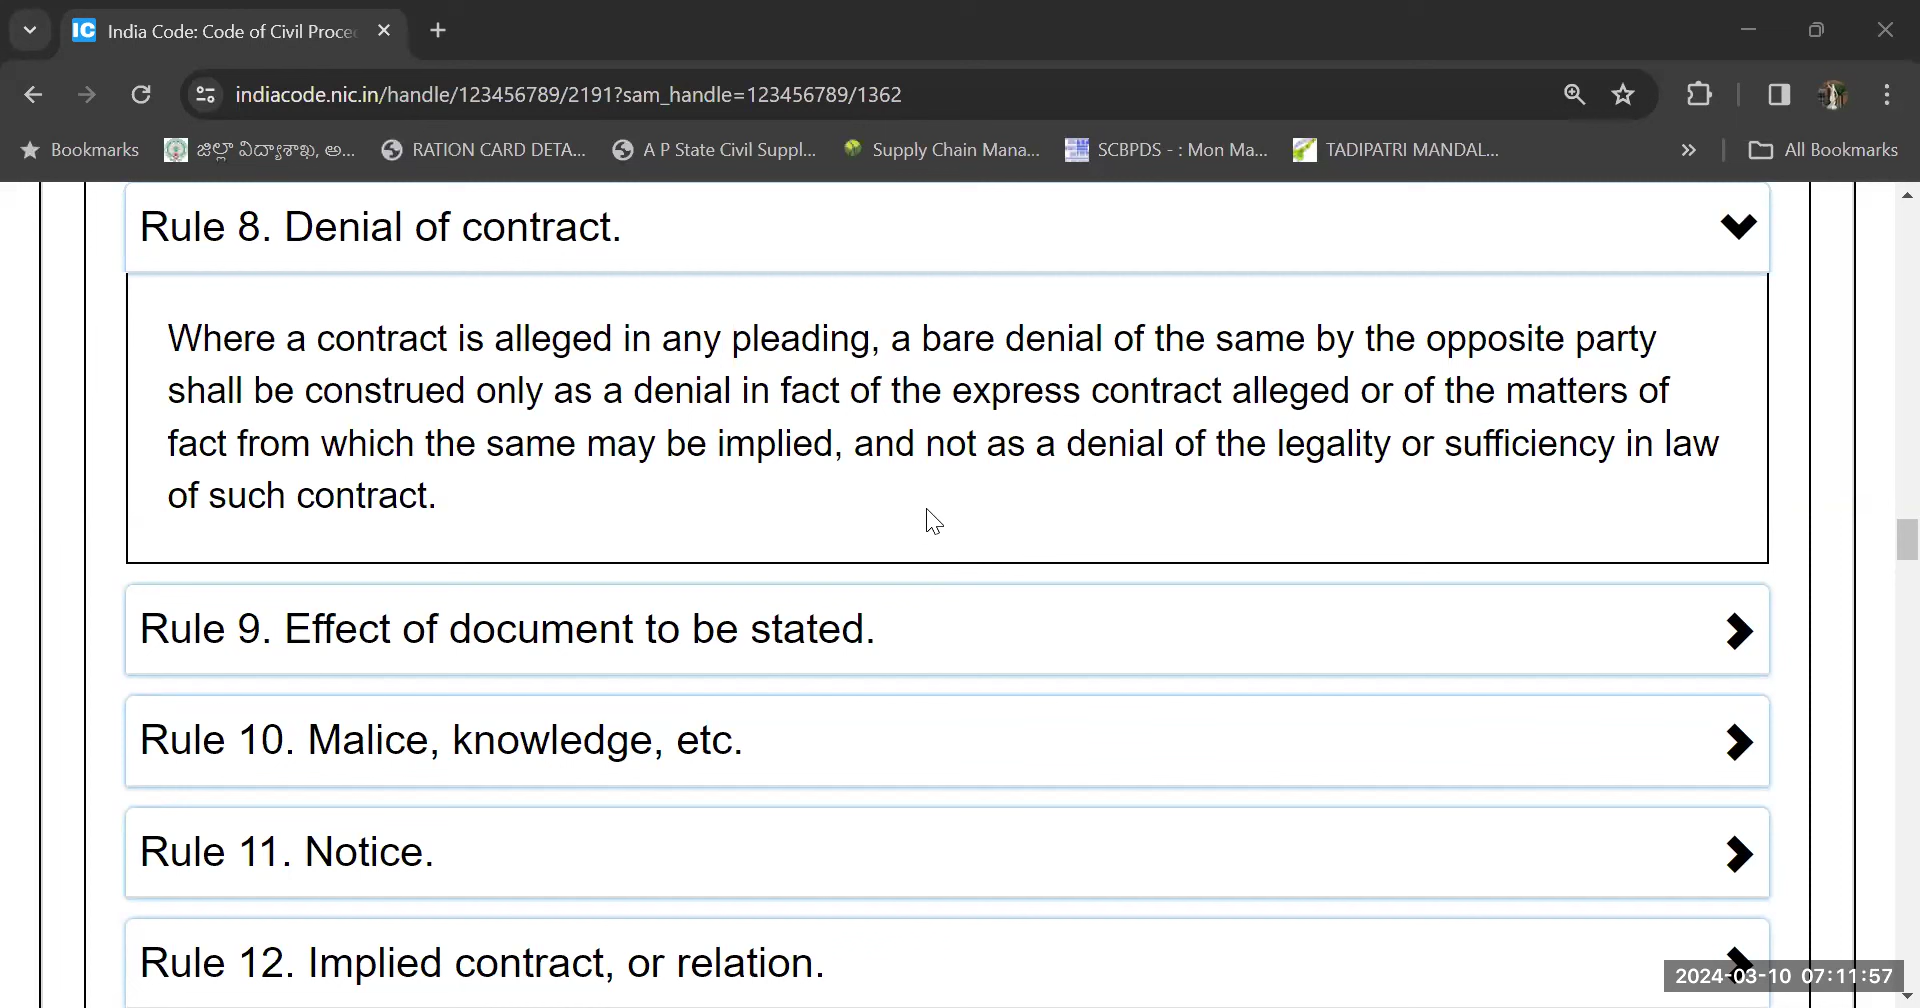 India Code: Code of Civil Proce
indiacode.nic.in/handle/123456789/2191?sam_handle=123456789/1362
Bookmarks
జిల్లా విద్యాశాఖ, అ...
RATION CARD DETA...
A P State Civil Suppl...
Supply Chain Mana...
SCBPDS - : Mon Ma...
TADIPATRI MANDAL...
All Bookmarks
Rule 8. Denial of contract.
Where a contract is alleged in any pleading, a bare denial of the same by the opposite party
shall be construed only as a denial in fact of the express contract alleged or of the matters of
fact from which the same may be implied, and not as a denial of the legality or sufficiency in law
of such contract.
Rule 9. Effect of document to be stated.
Rule 10. Malice, knowledge, etc.
Rule 11. Notice.
Rule 12. Implied contract, or relation.
2024-03-10 07:11:57